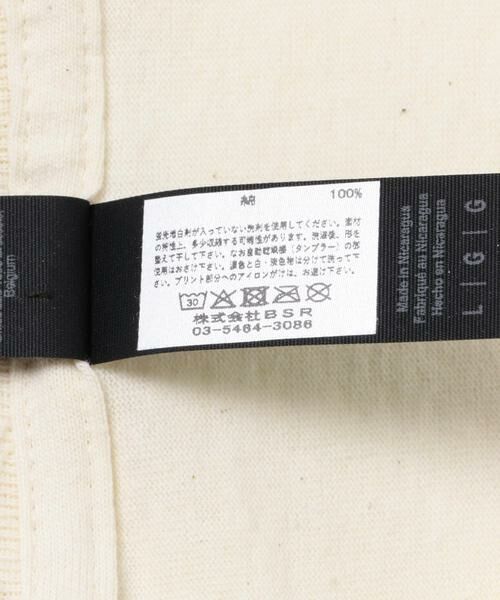 綿 100%
蛍光増白剤が入っていない洗剤を使用してください。素材
の特性上、多少収縮する可能性があります。洗濯後、形を
整えて干して下さい。なお自動乾燥機（タンブラー）の御
使用はおさけ下さい。濃色と白・淡色物は分けて洗って下
さい。プリント部分へのアイロンがけは、お避け下さい。
30
株式会社BSR
03-5464-3086
Made in Nicaragua
Fabriqué au Nicaragua
Hecho en Nicaragua
L | G | G
Belgium